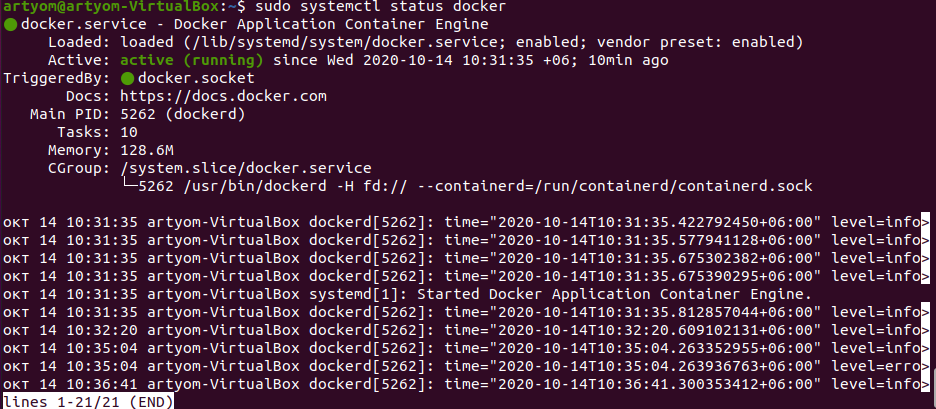 artyom@artyom-VirtualBox:~$ sudo systemctl status docker
● docker.service - Docker Application Container Engine
     Loaded: loaded (/lib/systemd/system/docker.service; enabled; vendor preset: enabled)
     Active: active (running) since Wed 2020-10-14 10:31:35 +06; 10min ago
TriggeredBy: ● docker.socket
       Docs: https://docs.docker.com
   Main PID: 5262 (dockerd)
      Tasks: 10
     Memory: 128.6M
     CGroup: /system.slice/docker.service
             └─5262 /usr/bin/dockerd -H fd:// --containerd=/run/containerd/containerd.sock
окт 14 10:31:35 artyom-VirtualBox dockerd[5262]: time="2020-10-14T10:31:35.422792450+06:00" level=info>
окт 14 10:31:35 artyom-VirtualBox dockerd[5262]: time="2020-10-14T10:31:35.577941128+06:00" level=info>
окт 14 10:31:35 artyom-VirtualBox dockerd[5262]: time="2020-10-14T10:31:35.675302382+06:00" level=info>
окт 14 10:31:35 artyom-VirtualBox dockerd[5262]: time="2020-10-14T10:31:35.675390295+06:00" level=info>
окт 14 10:31:35 artyom-VirtualBox systemd[1]: Started Docker Application Container Engine.
окт 14 10:31:35 artyom-VirtualBox dockerd[5262]: time="2020-10-14T10:31:35.812857044+06:00" level=info>
окт 14 10:32:20 artyom-VirtualBox dockerd[5262]: time="2020-10-14T10:32:20.609102131+06:00" level=info>
окт 14 10:35:04 artyom-VirtualBox dockerd[5262]: time="2020-10-14T10:35:04.263352955+06:00" level=info>
окт 14 10:35:04 artyom-VirtualBox dockerd[5262]: time="2020-10-14T10:35:04.263936763+06:00" level=erro>
окт 14 10:36:41 artyom-VirtualBox dockerd[5262]: time="2020-10-14T10:36:41.300353412+06:00" level=info>
lines 1-21/21 (END)